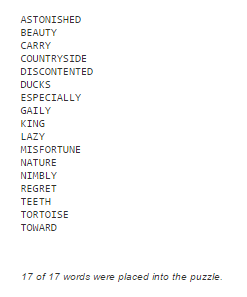 ASTONISHED
BEAUTY
CARRY
COUNTRYSIDE
DISCONTENTED
DUCKS
ESPECIALLY
GAILY
KING
LAZY
MISFORTUNE
NATURE
NIMBLY
REGRET
TEETH
TORTOISE
TOWARD
17 of 17 words were placed into the puzzle.